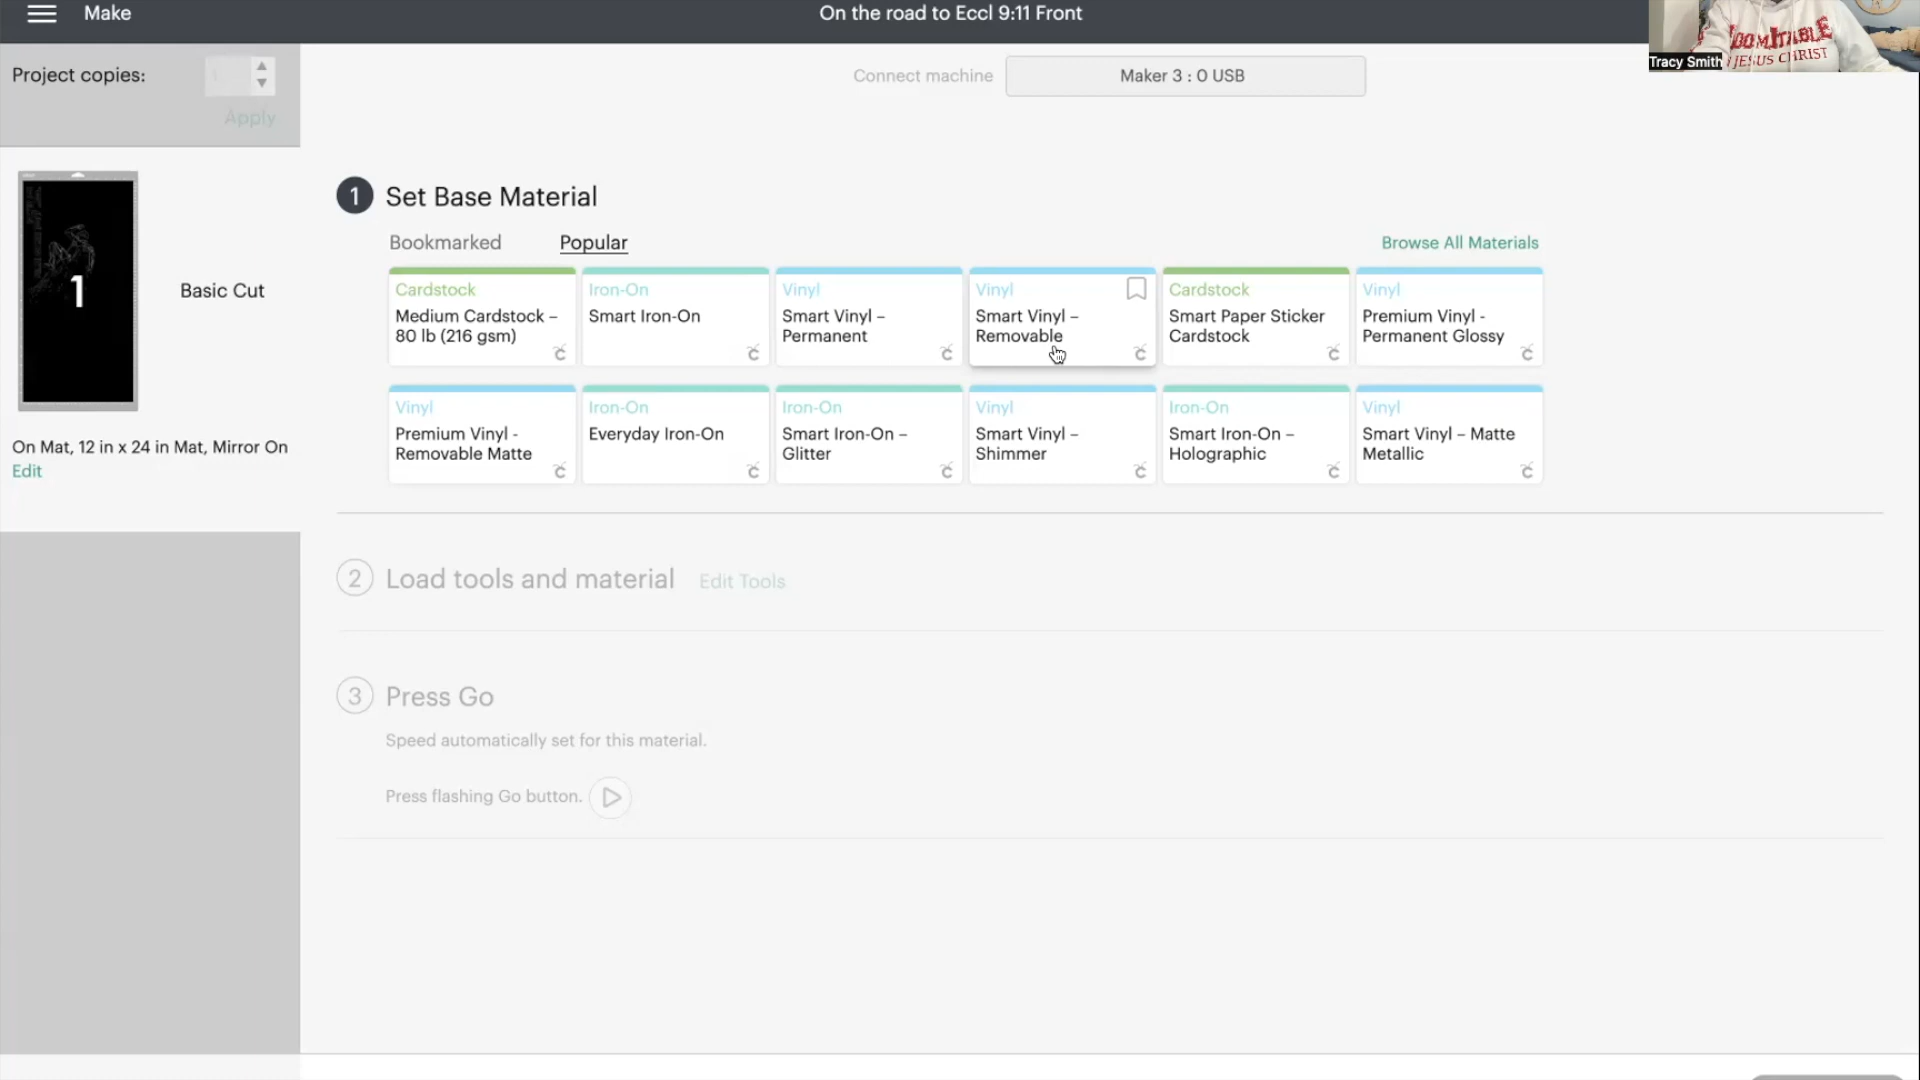 Make
On the road to Eccl 9:11 Front
Tracy Smith
JESUS CHRIST
Project copies:
1
Apply
Connect machine
Maker 3 : 0 USB
1
Basic Cut
On Mat, 12 in x 24 in Mat, Mirror On
Edit
1 Set Base Material
Bookmarked
Popular
Browse All Materials
Cardstock
Medium Cardstock –
80 lb (216 gsm)
Iron-On
Smart Iron-On
Vinyl
Smart Vinyl –
Permanent
Vinyl
Smart Vinyl –
Removable
Cardstock
Smart Paper Sticker
Cardstock
Vinyl
Premium Vinyl -
Permanent Glossy
Vinyl
Premium Vinyl -
Removable Matte
Iron-On
Everyday Iron-On
Iron-On
Smart Iron-On –
Glitter
Vinyl
Smart Vinyl –
Shimmer
Iron-On
Smart Iron-On –
Holographic
Vinyl
Smart Vinyl – Matte
Metallic
2 Load tools and material Edit Tools
3 Press Go
Speed automatically set for this material.
Press flashing Go button.